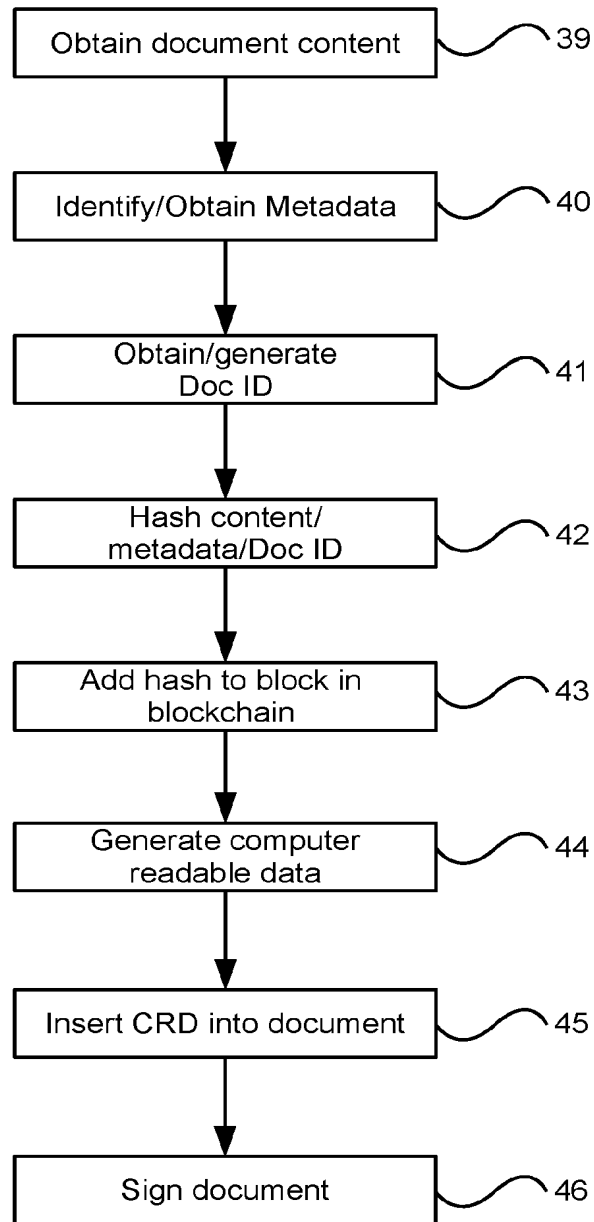 Obtain document content
39
Identify/Obtain Metadata
40
Obtain/generate
Doc ID
41
Hash content/
metadata/Doc ID
42
Add hash to block in
blockchain
43
Generate computer
readable data
44
Insert CRD into document
45
Sign document
46